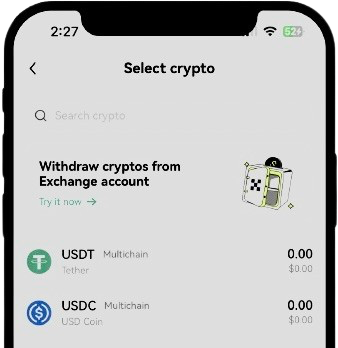 2:27
52
Select crypto
Search crypto
Withdraw cryptos from
Exchange account
Try it now →
USDT Multichain 0.00
Tether $0.00
USDC Multichain 0.00
USD Coin $0.00